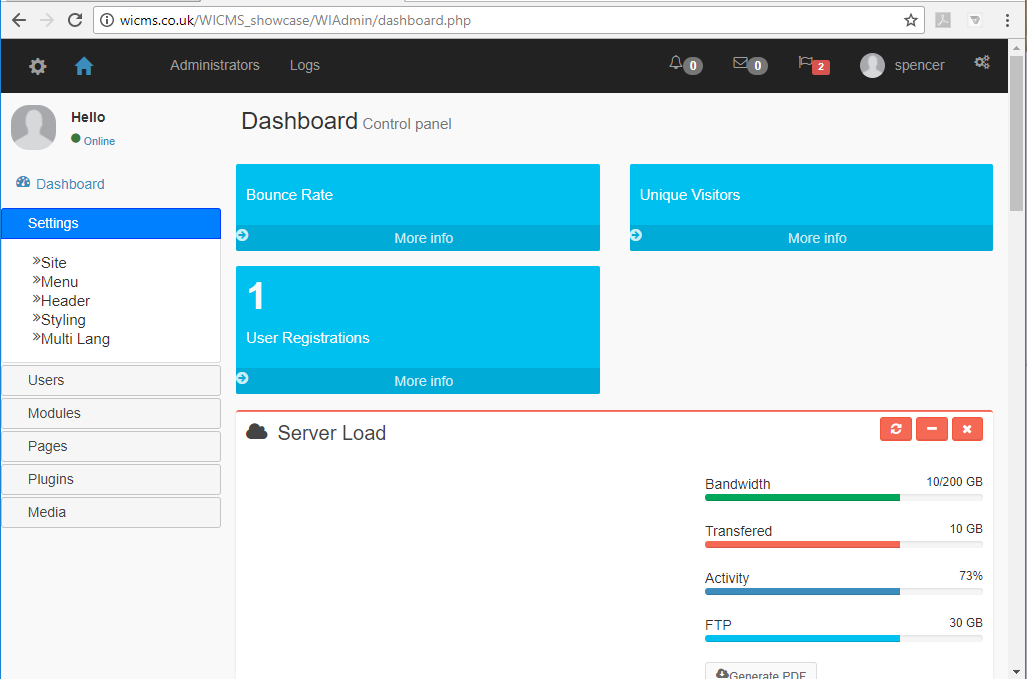 wicms.co.uk/WICMS_showcase/WIAdmin/dashboard.php
Administrators Logs 0 0 2 spencer
Hello
Online
Dashboard
Settings
»Site
»Menu
»Header
»Styling
»Multi Lang
Users
Modules
Pages
Plugins
Media
Dashboard Control panel
Bounce Rate
More info
Unique Visitors
More info
1
User Registrations
More info
Server Load
Bandwidth 10/200 GB
Transfered 10 GB
Activity 73%
FTP 30 GB
Generate PDF